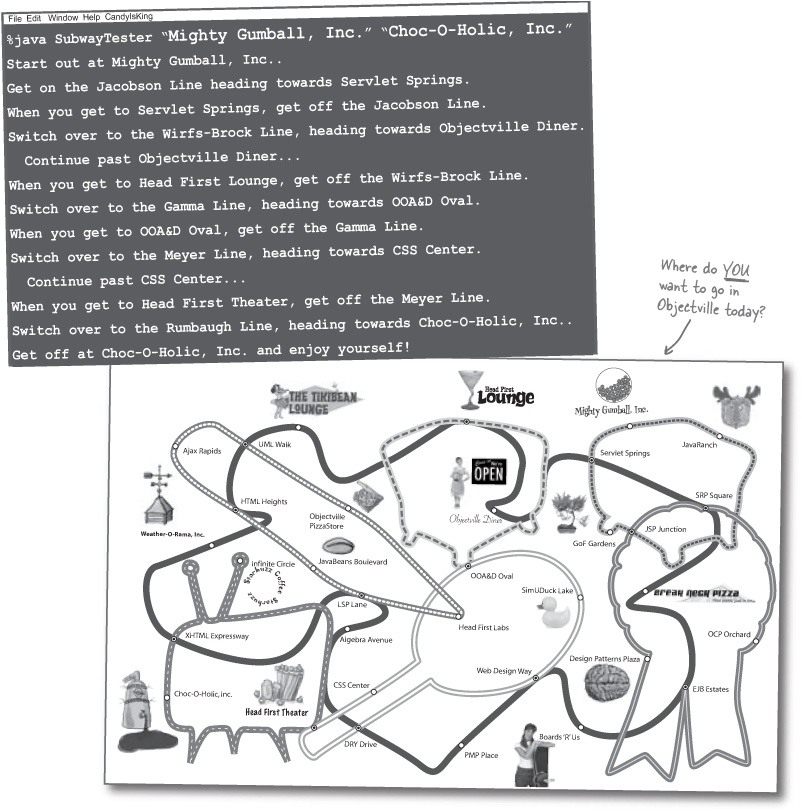 File Edit Window Help CandyIsKing
%java SubwayTester “Mighty Gumball, Inc.” “Choc-O-Holic, Inc.”
Start out at Mighty Gumball, Inc..
Get on the Jacobson Line heading towards Servlet Springs.
When you get to Servlet Springs, get off the Jacobson Line.
Switch over to the Wirfs-Brock Line, heading towards Objectville Diner.
Continue past Objectville Diner...
When you get to Head First Lounge, get off the Wirfs-Brock Line.
Switch over to the Gamma Line, heading towards OOA&D Oval.
When you get to OOA&D Oval, get off the Gamma Line.
Switch over to the Meyer Line, heading towards CSS Center.
Continue past CSS Center...
When you get to Head First Theater, get off the Meyer Line.
Switch over to the Rumbaugh Line, heading towards Choc-O-Holic, Inc..
Get off at Choc-O-Holic, Inc. and enjoy yourself!
Where do YOU
want to go in
Objectville today?
THE TIKIBEAN
LOUNGE
Head First
Lounge
Mighty Gumball, Inc.
Ajax Rapids
UML Walk
Servlet Springs
JavaRanch
OPEN
HTML Heights
SRP Square
Objectville
PizzaStore
Objectville Diner
Weather-O-Rama, Inc.
GoF Gardens
JSP Junction
Infinite Circle
JavaBeans Boulevard
Starbuzz Coffee
Starbuzz
OOA&D Oval
SimUDuck Lake
BREAK NECK PIZZA
LSP Lane
Head First Labs
XHTML Expressway
Algebra Avenue
OCP Orchard
Web Design Way
Design Patterns Plaza
Choc-O-Holic, inc.
CSS Center
EJB Estates
Head First Theater
DRY Drive
PMP Place
Boards 'R' Us